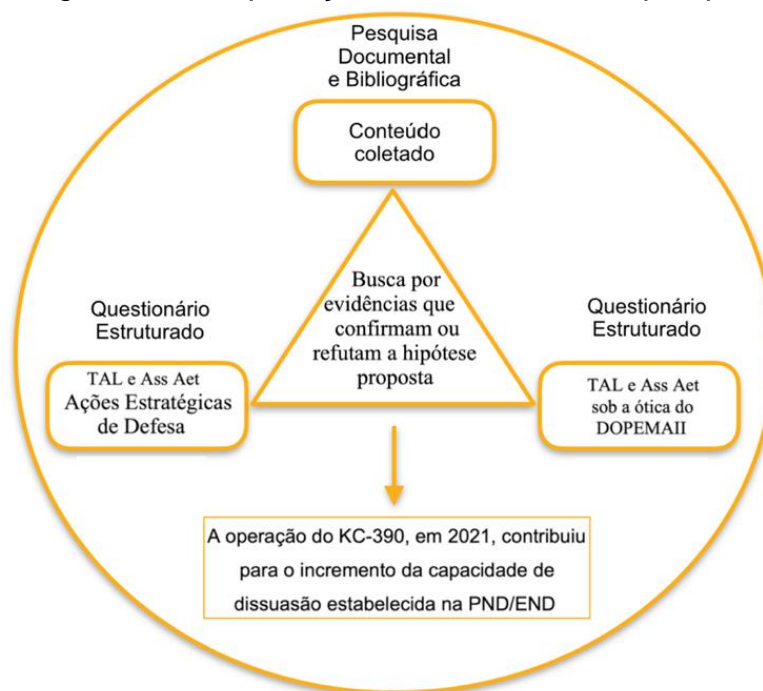 Pesquisa
Documental
e Bibliográfica
Conteúdo
coletado
Busca por
evidências que
confirmam ou
refutam a hipótese
proposta
Questionário
Estruturado
TAL e Ass Aet
Ações Estratégicas
de Defesa
Questionário
Estruturado
TAL e Ass Aet
sob a ótica do
DOPEMAII
A operação do KC-390, em 2021, contribuiu
para o incremento da capacidade de
dissuasão estabelecida na PND/END